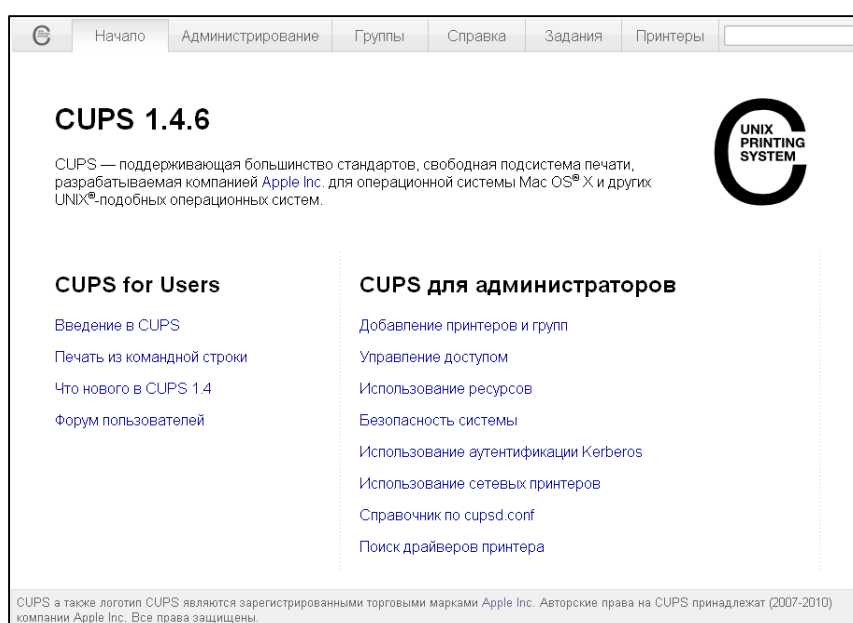 Начало Администрирование Группы Справка Задания Принтеры
CUPS 1.4.6
CUPS — поддерживающая большинство стандартов, свободная подсистема печати,
разрабатываемая компанией Apple Inc. для операционной системы Mac OS® X и других
UNIX®-подобных операционных систем.
UNIX
PRINTING
SYSTEM
CUPS for Users
Введение в CUPS
Печать из командной строки
Что нового в CUPS 1.4
Форум пользователей
CUPS для администраторов
Добавление принтеров и групп
Управление доступом
Использование ресурсов
Безопасность системы
Использование аутентификации Kerberos
Использование сетевых принтеров
Справочник по cupsd.conf
Поиск драйверов принтера
CUPS а также логотип CUPS являются зарегистрированными торговыми марками Apple Inc. Авторские права на CUPS принадлежат (2007-2010)
компании Apple Inc. Все права защищены.